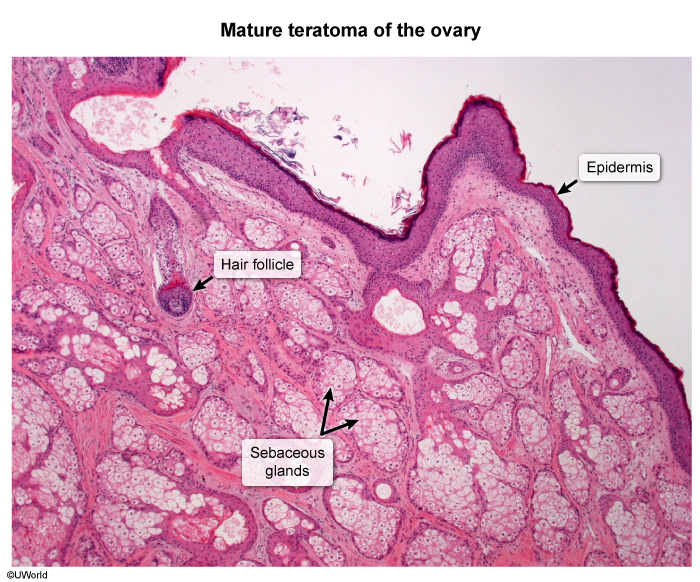 Mature teratoma of the ovary
Epidermis
Hair follicle
Sebaceous
glands
©UWorld